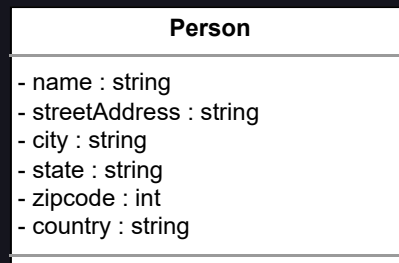 Person
- name : string
- streetAddress : string
- city : string
- state : string
- zipcode : int
- country : string